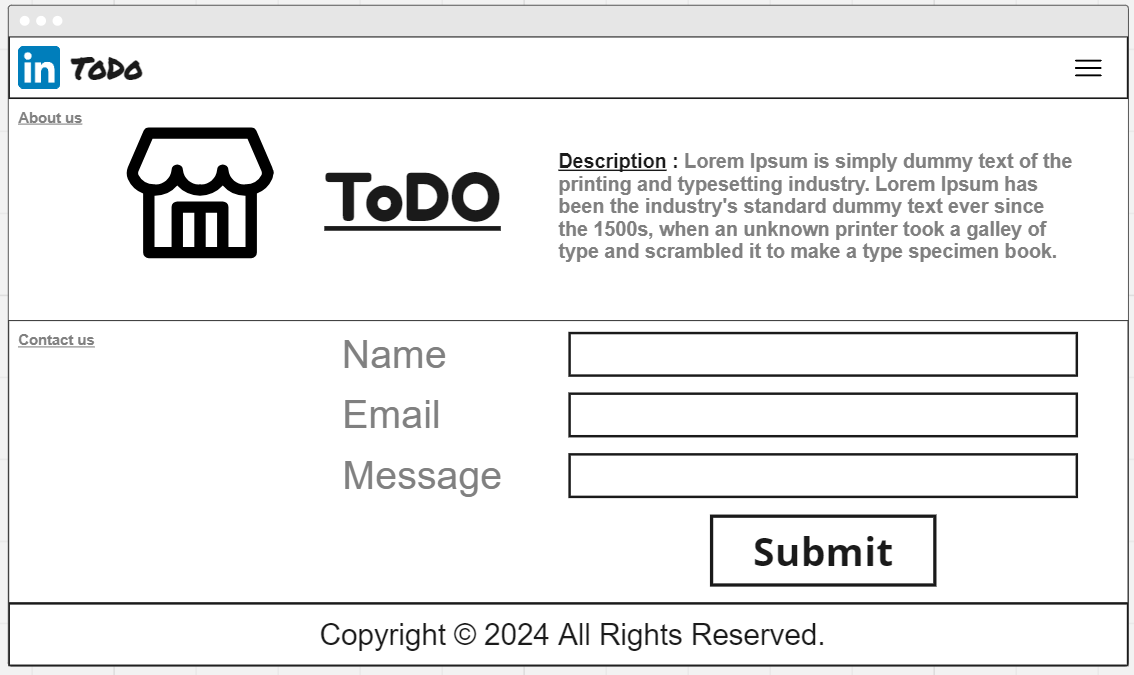 in ToDo
About us
ToDO
Description : Lorem Ipsum is simply dummy text of the
printing and typesetting industry. Lorem Ipsum has
been the industry's standard dummy text ever since
the 1500s, when an unknown printer took a galley of
type and scrambled it to make a type specimen book.
Contact us
Name
Email
Message
Submit
Copyright © 2024 All Rights Reserved.